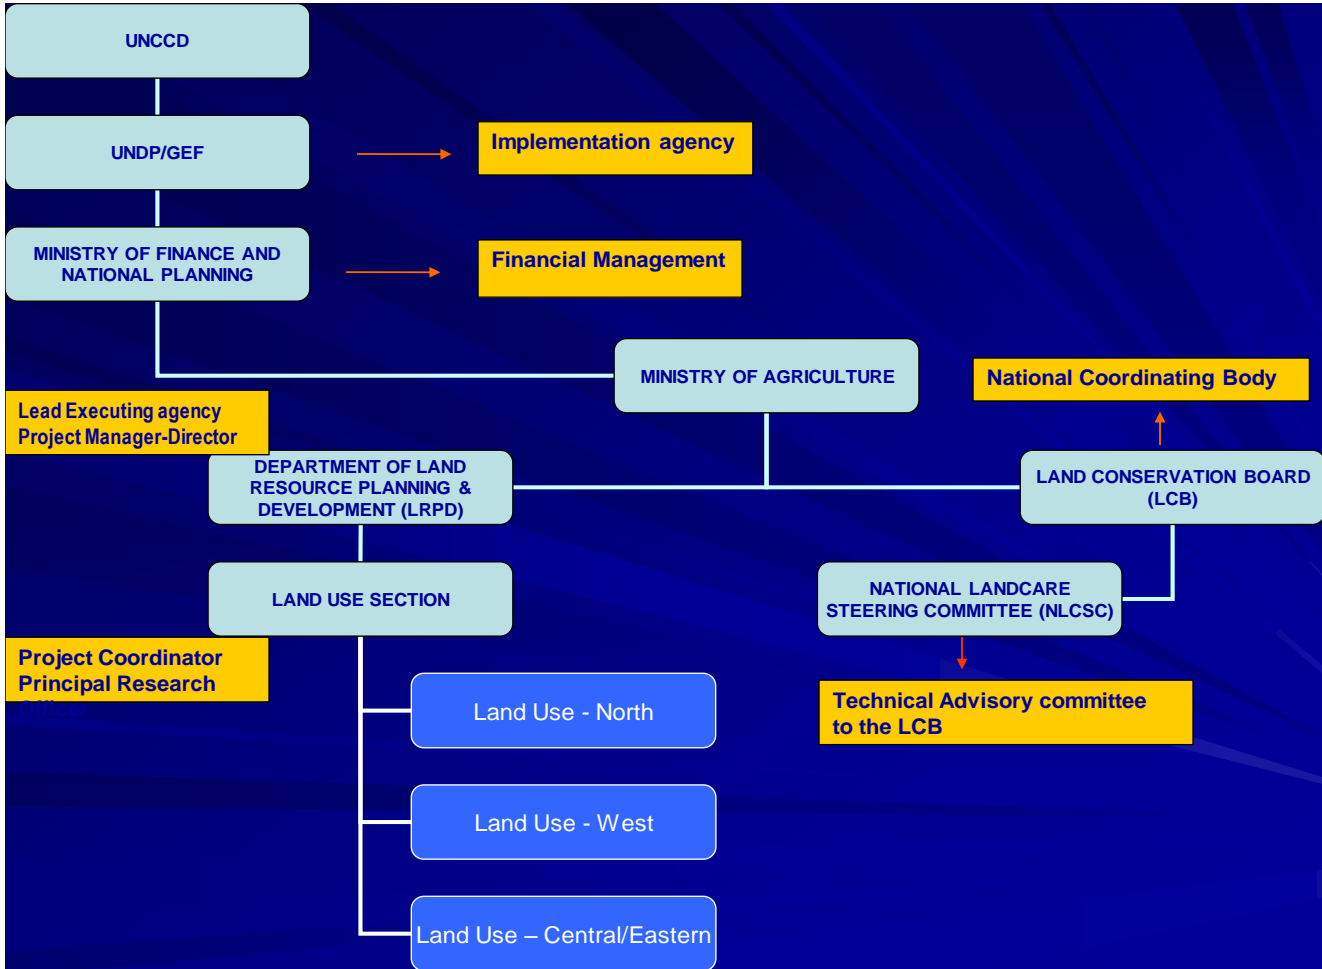 UNCCD
UNDP/GEF
Implementation agency
MINISTRY OF FINANCE AND
NATIONAL PLANNING
Financial Management
MINISTRY OF AGRICULTURE
National Coordinating Body
Lead Executing agency
Project Manager-Director
DEPARTMENT OF LAND
RESOURCE PLANNING &
DEVELOPMENT (LRPD)
LAND CONSERVATION BOARD
(LCB)
LAND USE SECTION
NATIONAL LANDCARE
STEERING COMMITTEE (NLCSC)
Project Coordinator
Principal Research
Officer
Technical Advisory committee
to the LCB
Land Use - North
Land Use - West
Land Use – Central/Eastern